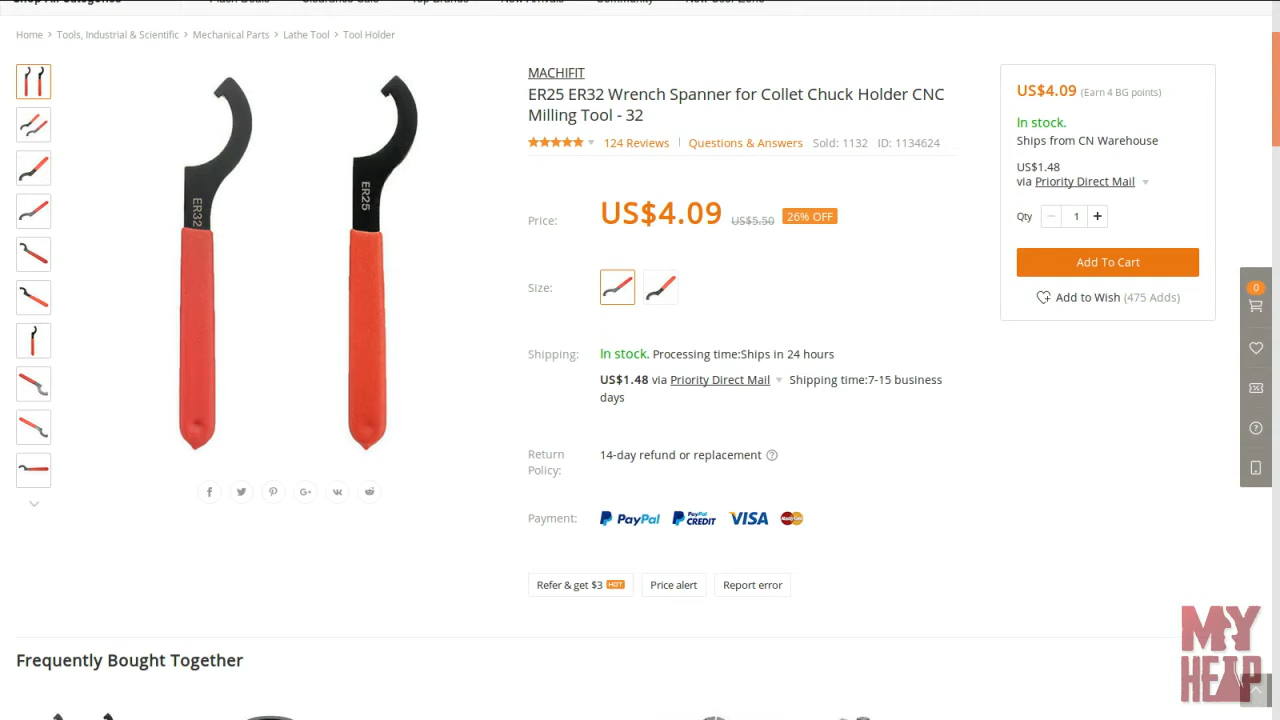 Home > Tools, Industrial & Scientific > Mechanical Parts > Lathe Tool > Tool Holder
MACHIFIT
ER25 ER32 Wrench Spanner for Collet Chuck Holder CNC
Milling Tool - 32
124 Reviews | Questions & Answers Sold: 1132 ID: 1134624
Price: US$4.09 US$5.50 26% OFF
Size:
Shipping: In stock. Processing time:Ships in 24 hours
US$1.48 via Priority Direct Mail Shipping time:7-15 business
days
Return
Policy:
14-day refund or replacement
Payment: PayPal PayPal CREDIT VISA MasterCard
Refer & get $3 HOT Price alert Report error
ER32
ER25
US$4.09 (Earn 4 BG points)
In stock.
Ships from CN Warehouse
US$1.48
via Priority Direct Mail
Qty - 1 +
Add To Cart
Add to Wish (475 Adds)
0
Frequently Bought Together
MY
HEAP